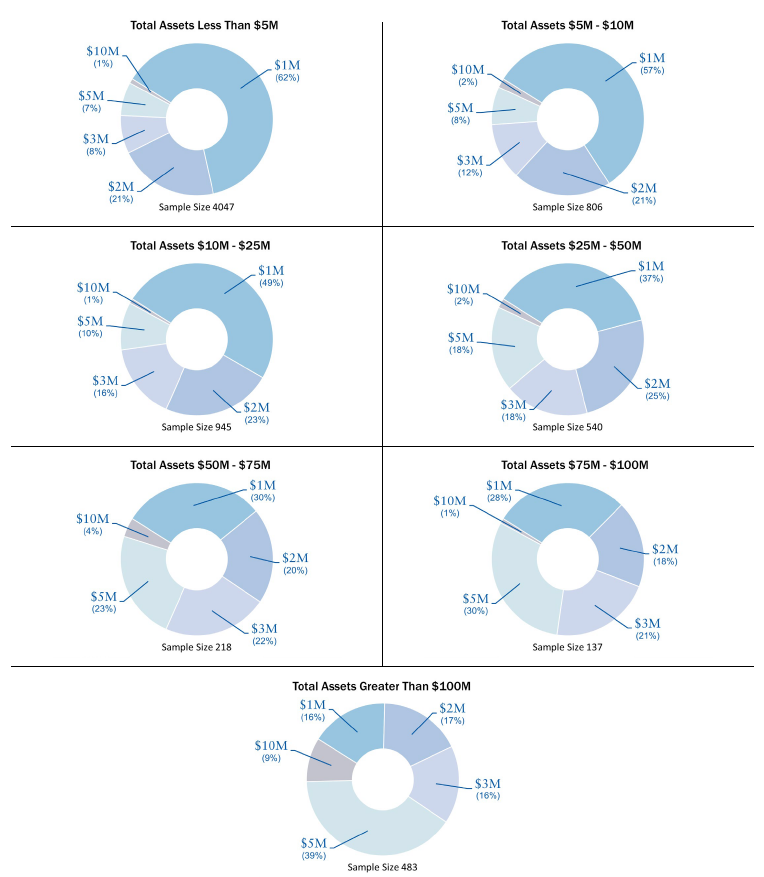 Total Assets Less Than $5M
$10M
(1%)
$1M
(62%)
$5M
(7%)
$3M
(8%)
$2M
(21%)
Sample Size 4047
Total Assets $5M - $10M
$1M
(57%)
$10M
(2%)
$5M
(8%)
$3M
(12%)
$2M
(21%)
Sample Size 806
Total Assets $10M - $25M
$1M
(49%)
$10M
(1%)
$5M
(10%)
$3M
(16%)
$2M
(23%)
Sample Size 945
Total Assets $25M - $50M
$1M
(37%)
$10M
(2%)
$5M
(18%)
$2M
(25%)
$3M
(18%)
Sample Size 540
Total Assets $50M - $75M
$1M
(30%)
$10M
(4%)
$2M
(20%)
$5M
(23%)
$3M
(22%)
Sample Size 218
Total Assets $75M - $100M
$1M
(28%)
$10M
(1%)
$2M
(18%)
$5M
(30%)
$3M
(21%)
Sample Size 137
Total Assets Greater Than $100M
$1M
(16%)
$2M
(17%)
$10M
(9%)
$3M
(16%)
$5M
(39%)
Sample Size 483